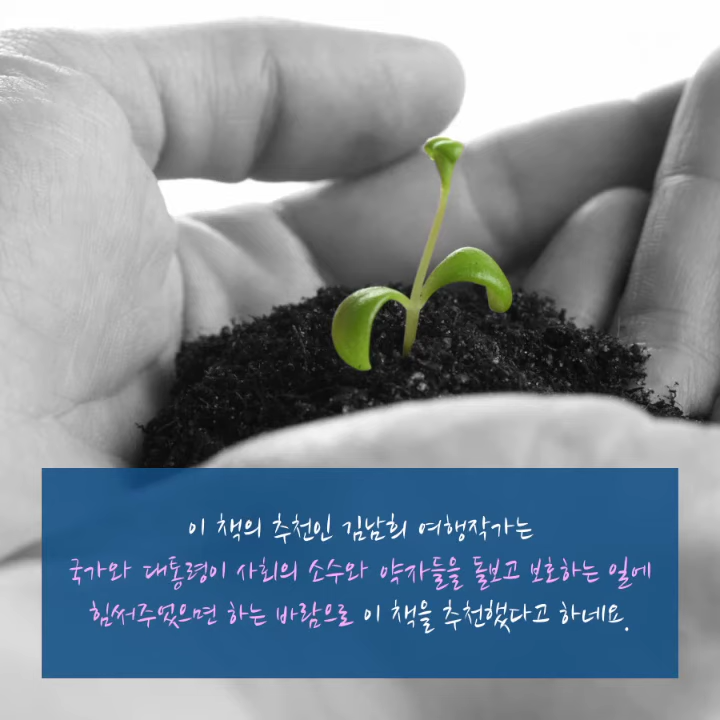 이 책의 추천인 김남희 여행작가는
국가와 대통령이 사회의 소수와 약자들을 돌보고 보호하는 일에
힘써주었으면 하는 바람으로 이 책을 추천했다고 하네요.